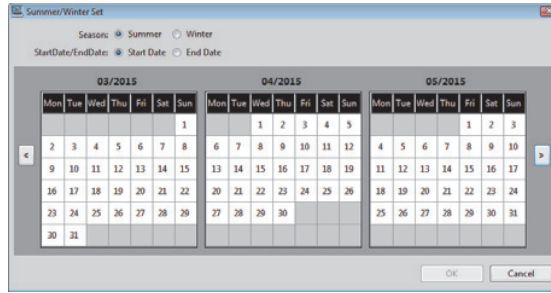 Summer/Winter Set
Season: Summer Winter
StartDate/EndDate: Start Date End Date
03/2015
Mon Tue Wed Thu Fri Sat Sun
1
2 3 4 5 6 7 8
9 10 11 12 13 14 15
16 17 18 19 20 21 22
23 24 25 26 27 28 29
30 31
04/2015
Mon Tue Wed Thu Fri Sat Sun
1 2 3 4 5
6 7 8 9 10 11 12
13 14 15 16 17 18 19
20 21 22 23 24 25 26
27 28 29 30
05/2015
Mon Tue Wed Thu Fri Sat Sun
1 2 3
4 5 6 7 8 9 10
11 12 13 14 15 16 17
18 19 20 21 22 23 24
25 26 27 28 29 30 31
« »
OK Cancel